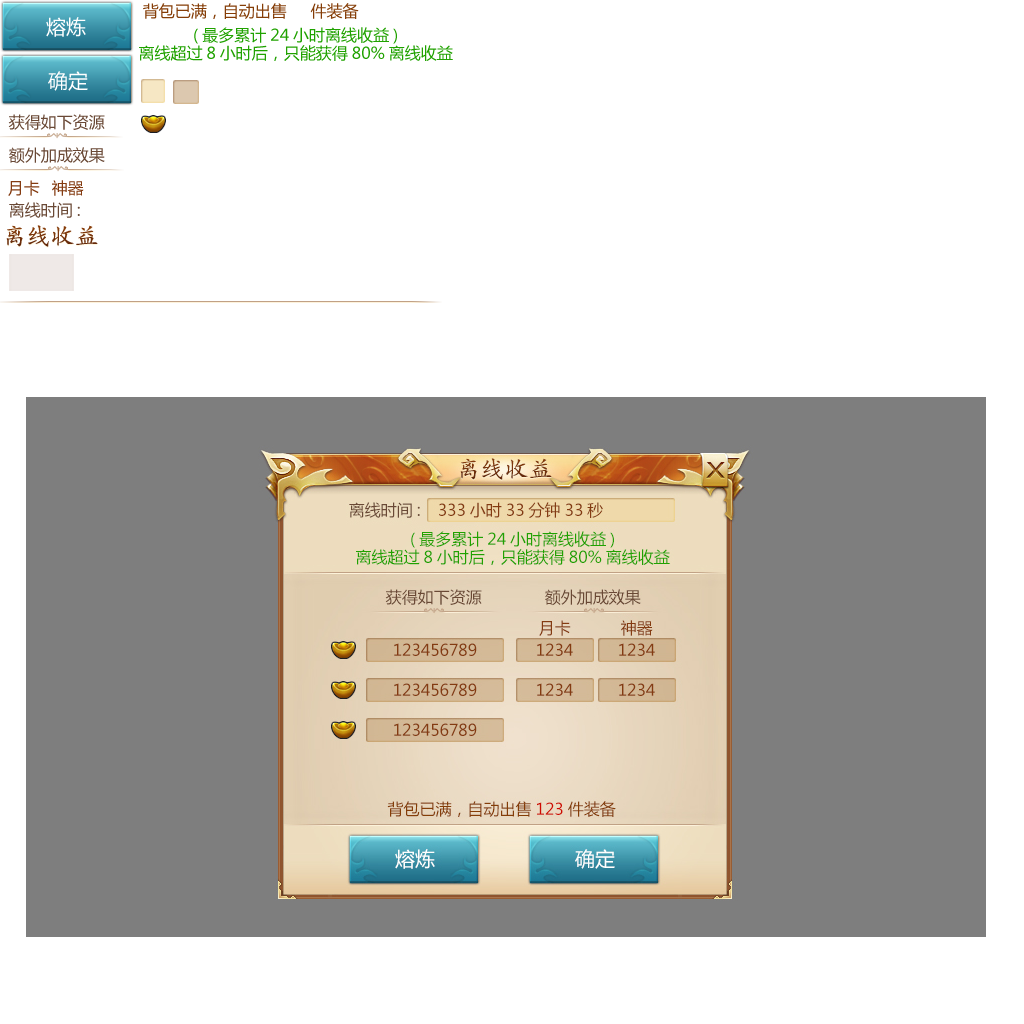 熔炼
背包已满，自动出售 件装备
（最多累计 24 小时离线收益）
离线超过 8 小时后，只能获得 80% 离线收益
确定
获得如下资源
额外加成效果
月卡 神器
离线时间：
离线收益
离线收益
X
离线时间： 333 小时 33 分钟 33 秒
（最多累计 24 小时离线收益）
离线超过 8 小时后，只能获得 80% 离线收益
获得如下资源 额外加成效果
月卡 神器
123456789 1234 1234
123456789 1234 1234
123456789
背包已满，自动出售 123 件装备
熔炼 确定